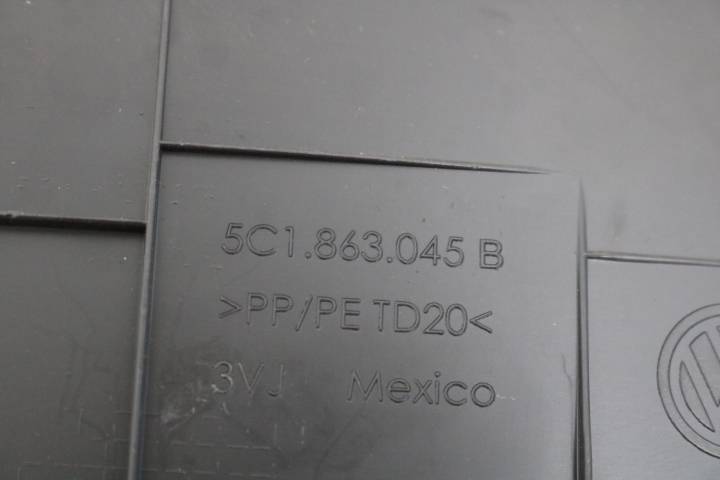 5C1.863.045 B
>PP/PE TD20<
3VJ Mexico